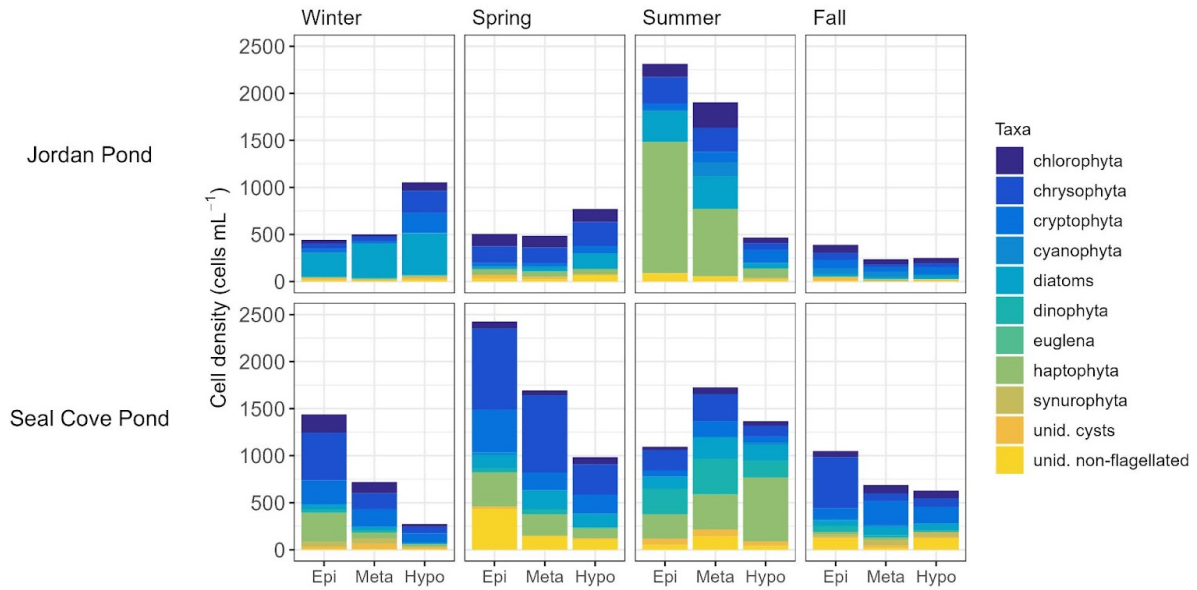 Winter Spring Summer Fall
Jordan Pond
2500
2000
1500
1000
500
0
Seal Cove Pond
2500
2000
1500
1000
500
0
Cell density (cells mL⁻¹)
Epi Meta Hypo Epi Meta Hypo Epi Meta Hypo Epi Meta Hypo
Taxa
chlorophyta
chrysophyta
cryptophyta
cyanophyta
diatoms
dinophyta
euglena
haptophyta
synurophyta
unid. cysts
unid. non-flagellated